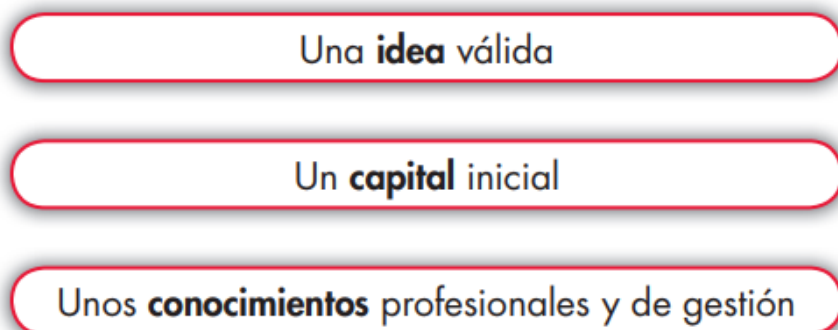 Una idea válida
Un capital inicial
Unos conocimientos profesionales y de gestión